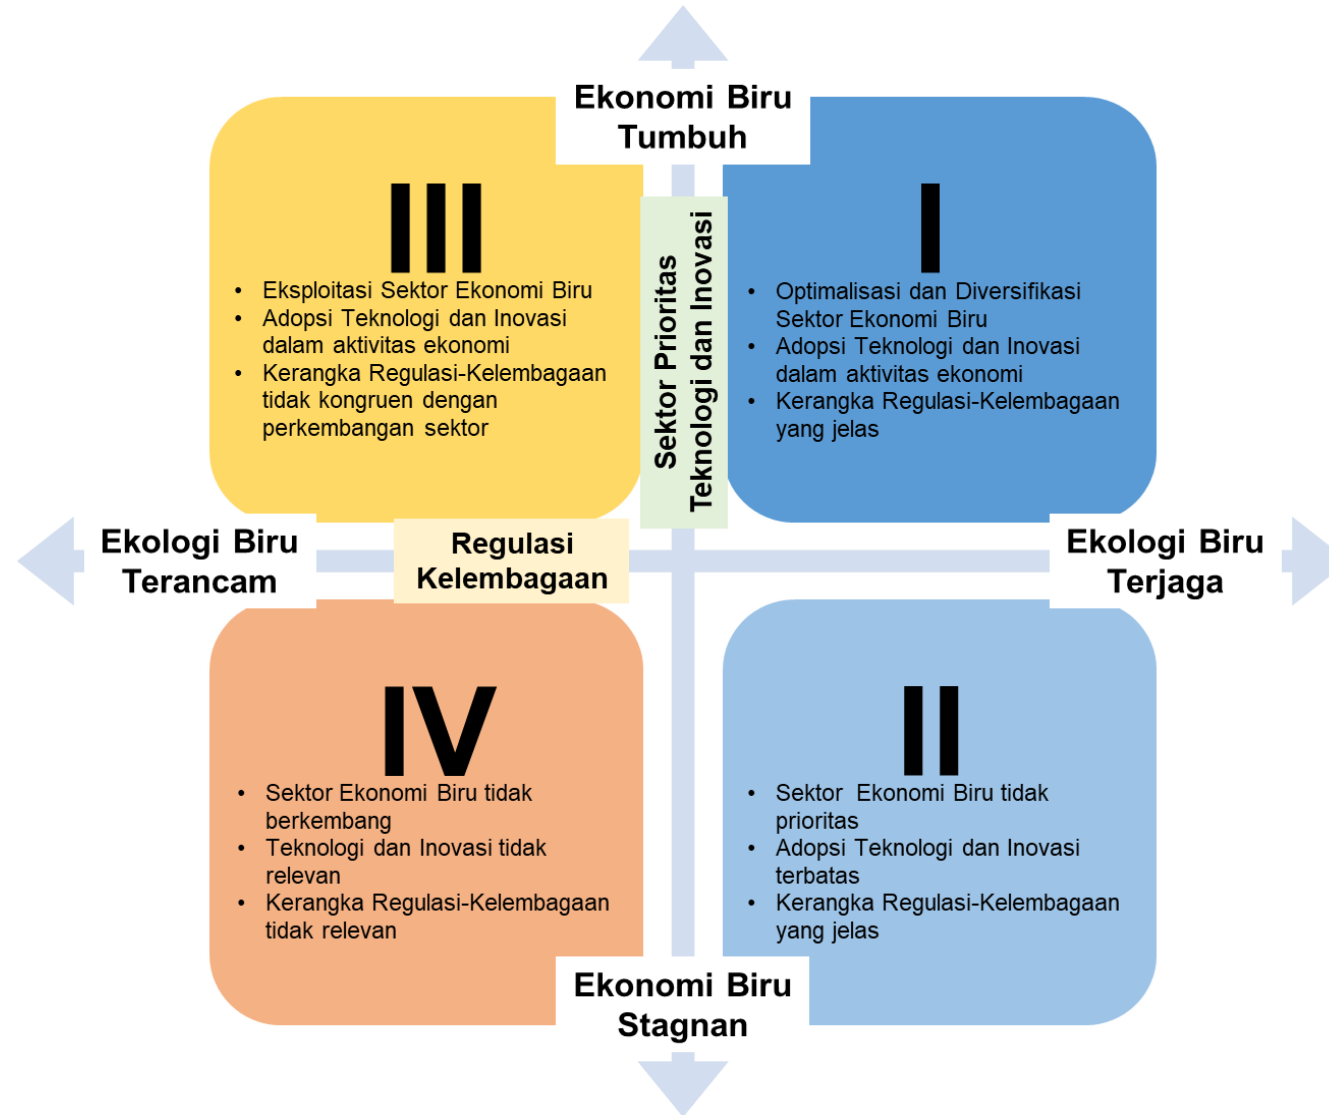 Ekonomi Biru
Tumbuh
III
• Eksploitasi Sektor Ekonomi Biru
• Adopsi Teknologi dan Inovasi
dalam aktivitas ekonomi
• Kerangka Regulasi-Kelembagaan
tidak kongruen dengan
perkembangan sektor
Sektor Prioritas
Teknologi dan Inovasi
I
• Optimalisasi dan Diversifikasi
Sektor Ekonomi Biru
• Adopsi Teknologi dan Inovasi
dalam aktivitas ekonomi
• Kerangka Regulasi-Kelembagaan
yang jelas
Ekologi Biru
Terancam
Regulasi
Kelembagaan
Ekologi Biru
Terjaga
IV
• Sektor Ekonomi Biru tidak
berkembang
• Teknologi dan Inovasi tidak
relevan
• Kerangka Regulasi-Kelembagaan
tidak relevan
II
• Sektor Ekonomi Biru tidak
prioritas
• Adopsi Teknologi dan Inovasi
terbatas
• Kerangka Regulasi-Kelembagaan
yang jelas
Ekonomi Biru
Stagnan